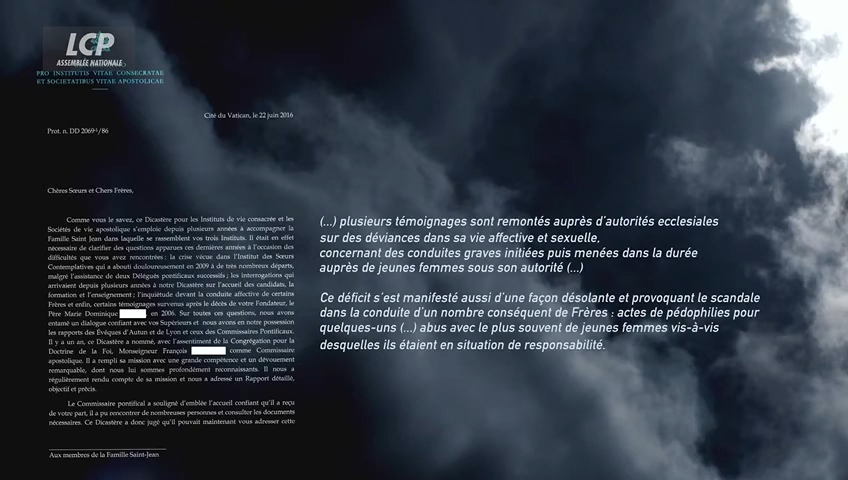 LCP
ASSEMBLÉE NATIONALE
PRO INSTITUTIS VITAE CONSECRATAE
ET SOCIETATIBUS VITAE APOSTOLICAE
Cité du Vatican, le 22 juin 2016
Prot. n. DD 2069 /86
Chères Sœurs et Chers Frères,
Comme vous le savez, ce Dicastère pour les Instituts de vie consacrée et les
Sociétés de vie apostolique s'emploie depuis plusieurs années à accompagner la
Famille Saint Jean dans laquelle se rassemblent vos trois Instituts. Il était en effet
nécessaire de clarifier des questions apparues ces dernières années à l'occasion des
difficultés que vous avez rencontrées : la crise vécue dans l'Institut des Sœurs
Contemplatives qui a abouti douloureusement en 2009 à de très nombreux départs,
malgré l'assistance de deux Délégués pontificaux successifs ; les interrogations qui
arrivaient depuis plusieurs années à notre Dicastère sur l'accueil des candidats, la
formation et l'enseignement ; l'inquiétude devant la conduite affective de certains
Frères et enfin, certains témoignages survenus après le décès de votre Fondateur, le
Père Marie Dominique , en 2006. Sur toutes ces questions, nous avons
entamé un dialogue confiant avec vos Supérieurs et nous avons en notre possession
les rapports des Évêques d'Autun et de Lyon et ceux des Commissaires Pontificaux.
Il y a un an, ce Dicastère a nommé, avec l'assentiment de la Congrégation pour la
Doctrine de la Foi, Monseigneur François comme Commissaire
apostolique. Il a rempli sa mission avec une grande compétence et un dévouement
remarquable, dont nous lui sommes profondément reconnaissants. Il nous a
régulièrement rendu compte de sa mission et nous a adressé un Rapport détaillé,
objectif et précis.
Le Commissaire pontifical a souligné d'emblée l'accueil confiant qu'il a reçu
de votre part, il a pu rencontrer de nombreuses personnes et consulter les documents
nécessaires. Ce Dicastère a donc jugé qu'il pouvait maintenant vous adresser cette
Aux membres de la Famille Saint-Jean
(...) plusieurs témoignages sont remontés auprès d'autorités ecclesiales
sur des déviances dans sa vie affective et sexuelle,
concernant des conduites graves initiées puis menées dans la durée
auprès de jeunes femmes sous son autorité (...)
Ce déficit s'est manifesté aussi d'une façon désolante et provoquant le scandale
dans la conduite d'un nombre conséquent de Frères : actes de pédophilies pour
quelques-uns (...) abus avec le plus souvent de jeunes femmes vis-à-vis
desquelles ils étaient en situation de responsabilité.